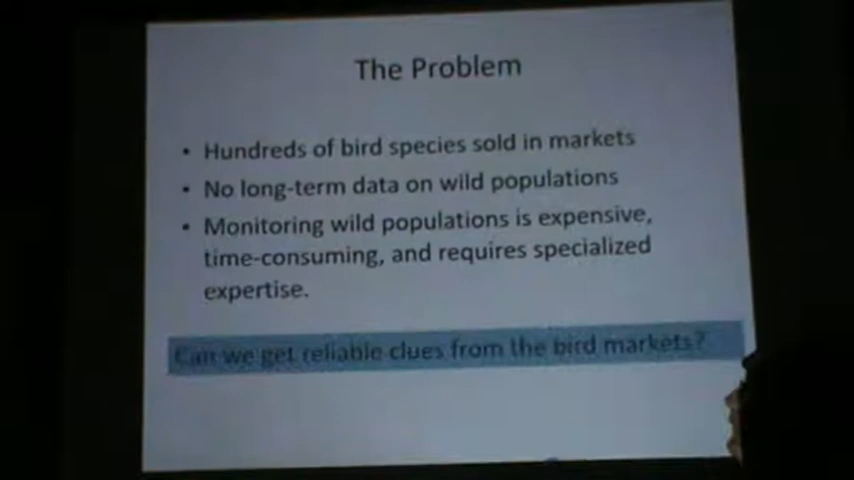 The Problem
• Hundreds of bird species sold in markets
• No long-term data on wild populations
• Monitoring wild populations is expensive,
time-consuming, and requires specialized
expertise.
Can we get reliable clues from the bird markets?